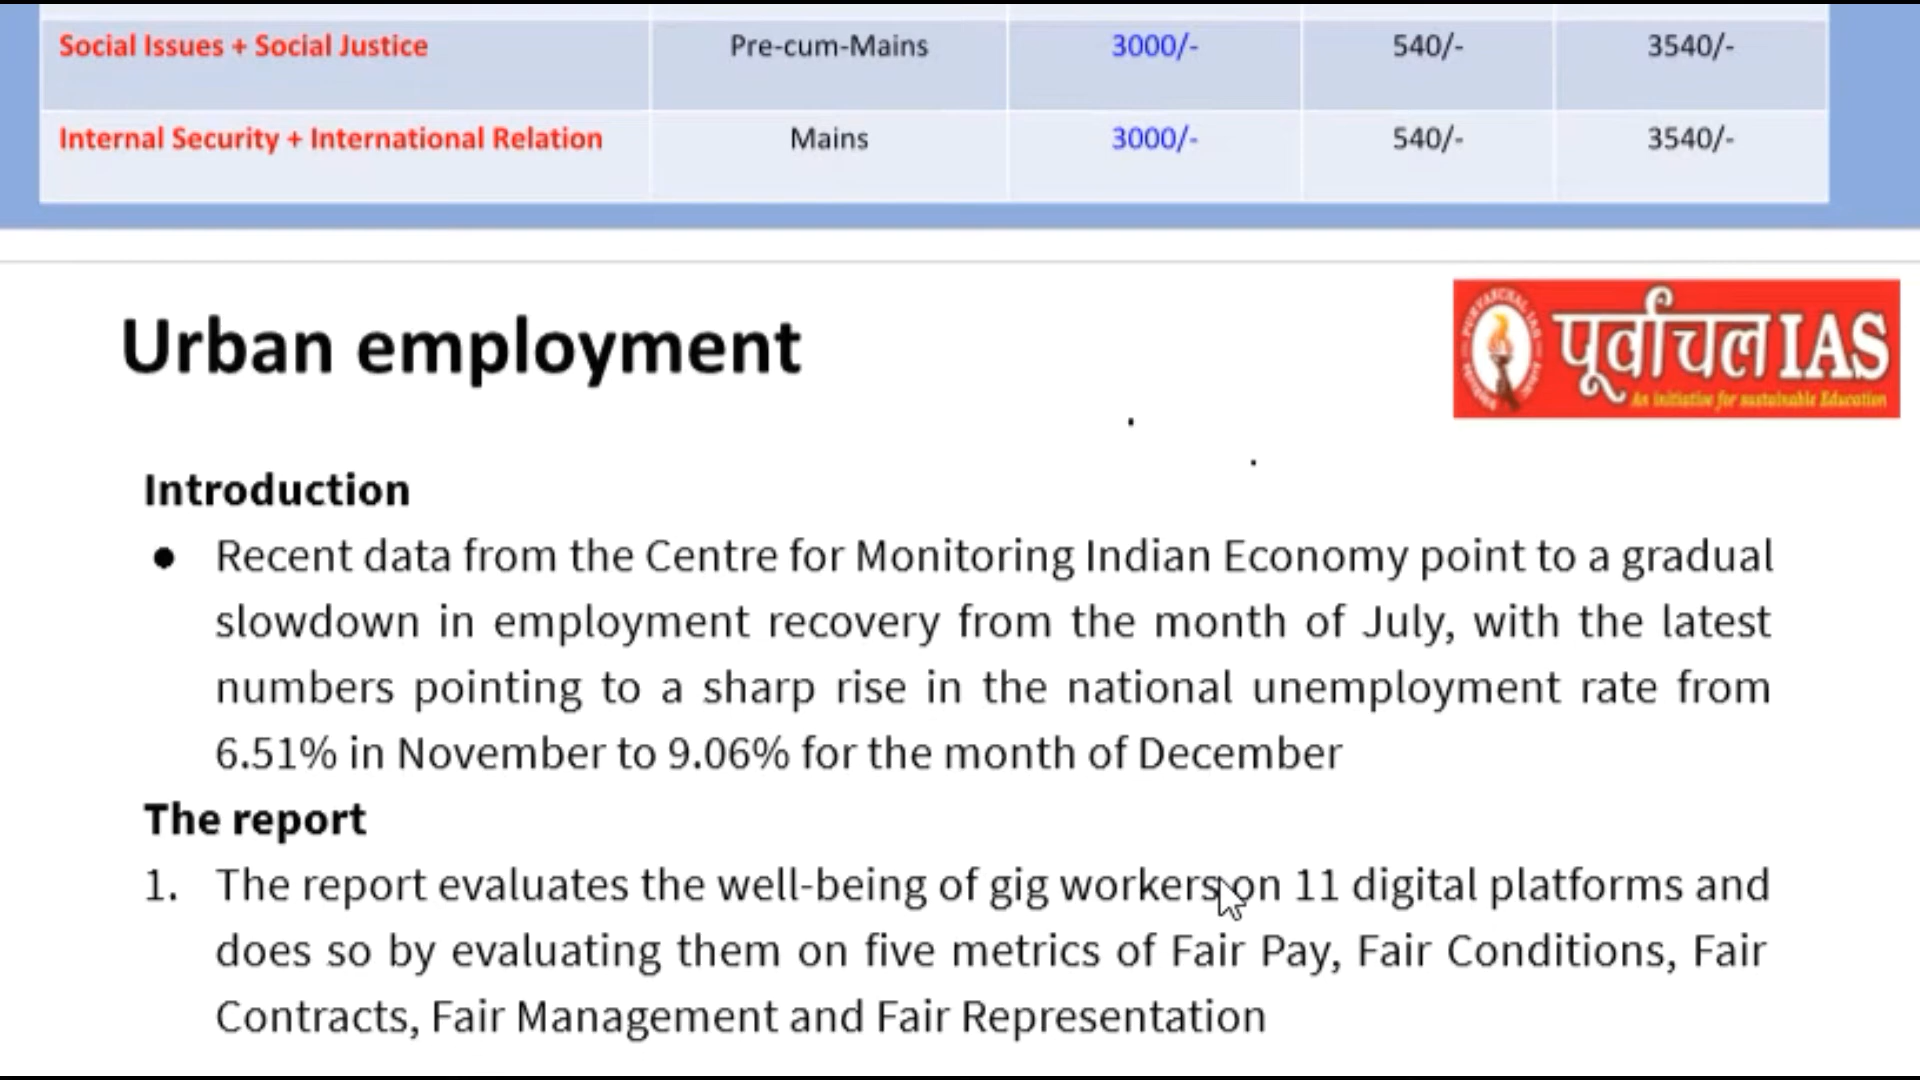 Social Issues + Social Justice Pre-cum-Mains 3000/- 540/- 3540/-
Internal Security + International Relation Mains 3000/- 540/- 3540/-
Urban employment
पूर्वांचल IAS
An initiative for sustainable Education
Introduction
● Recent data from the Centre for Monitoring Indian Economy point to a gradual
slowdown in employment recovery from the month of July, with the latest
numbers pointing to a sharp rise in the national unemployment rate from
6.51% in November to 9.06% for the month of December
The report
1. The report evaluates the well-being of gig workers on 11 digital platforms and
does so by evaluating them on five metrics of Fair Pay, Fair Conditions, Fair
Contracts, Fair Management and Fair Representation